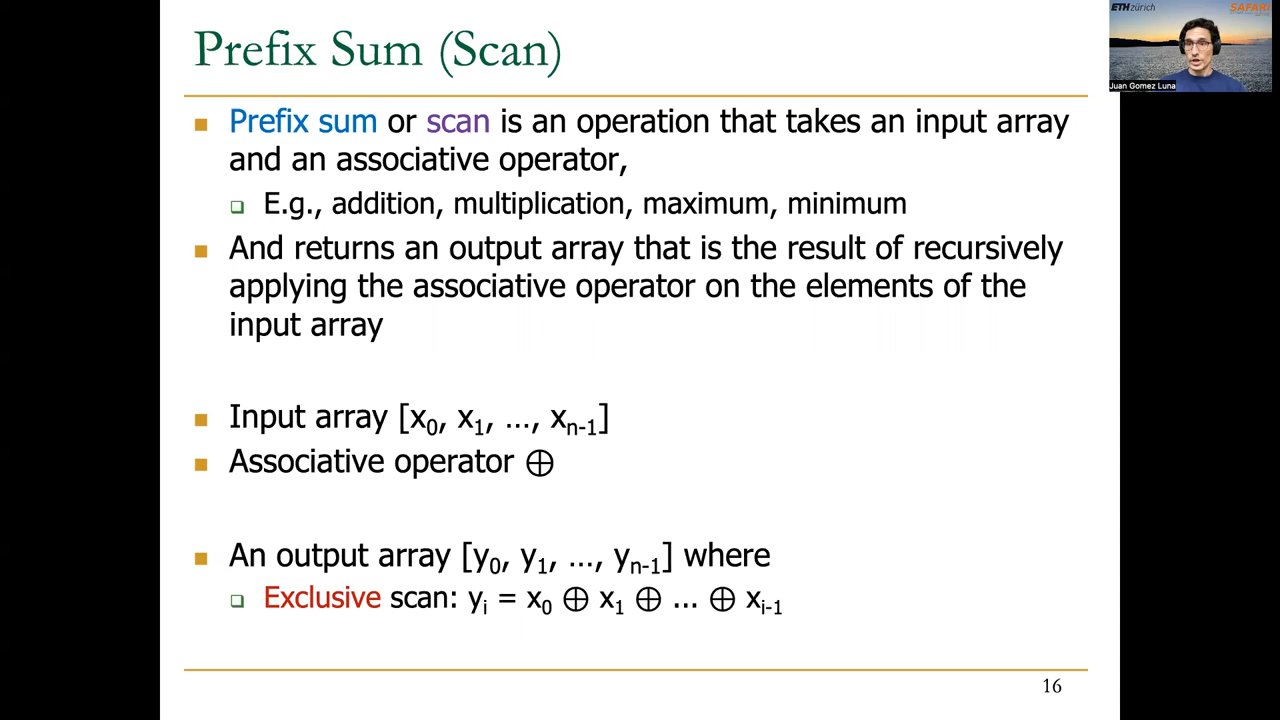 Prefix Sum (Scan)
Prefix sum or scan is an operation that takes an input array
and an associative operator,
E.g., addition, multiplication, maximum, minimum
And returns an output array that is the result of recursively
applying the associative operator on the elements of the
input array
Input array [x₀, x₁, …, xₙ₋₁]
Associative operator ⊕
An output array [y₀, y₁, …, yₙ₋₁] where
Exclusive scan: yᵢ = x₀ ⊕ x₁ ⊕ ... ⊕ xᵢ₋₁
16
ETH zürich
SAFARI
Juan Gomez Luna